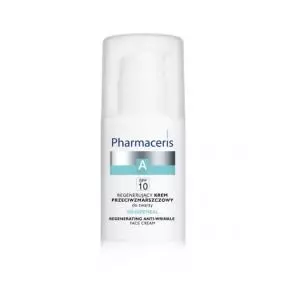 Pharmaceris
A
SPF
10
REGENERUJĄCY KREM
PRZECIWZMARSZCZKOWY
do twarzy
REGENERATING ANTI-WRINKLE
FACE CREAM